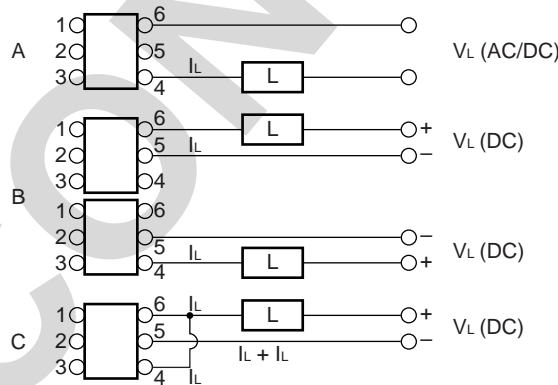 A 1 2 3 6 5 4 IL L VL (AC/DC)
B 1 2 3 6 5 4 IL L + − VL (DC)
1 2 3 6 5 4 IL L − + VL (DC)
C 1 2 3 6 5 4 IL IL L IL + IL + − VL (DC)
CON